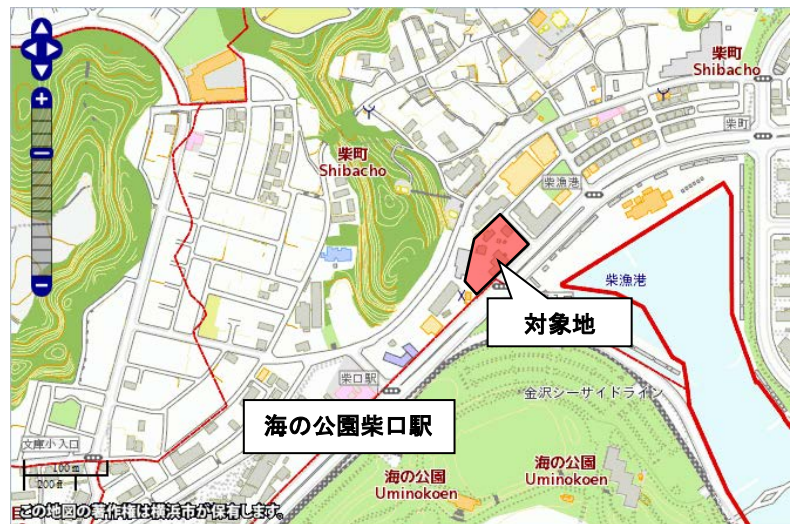 柴町
Shibacho
柴町
柴町
Shibacho
柴漁港
柴漁港
対象地
柴口駅
金沢シーサイドライン
海の公園柴口駅
文庫小入口
海の公園
Uminokoen
海の公園
Uminokoen
100 m
200 ft
この地図の著作権は横浜市が保有します。